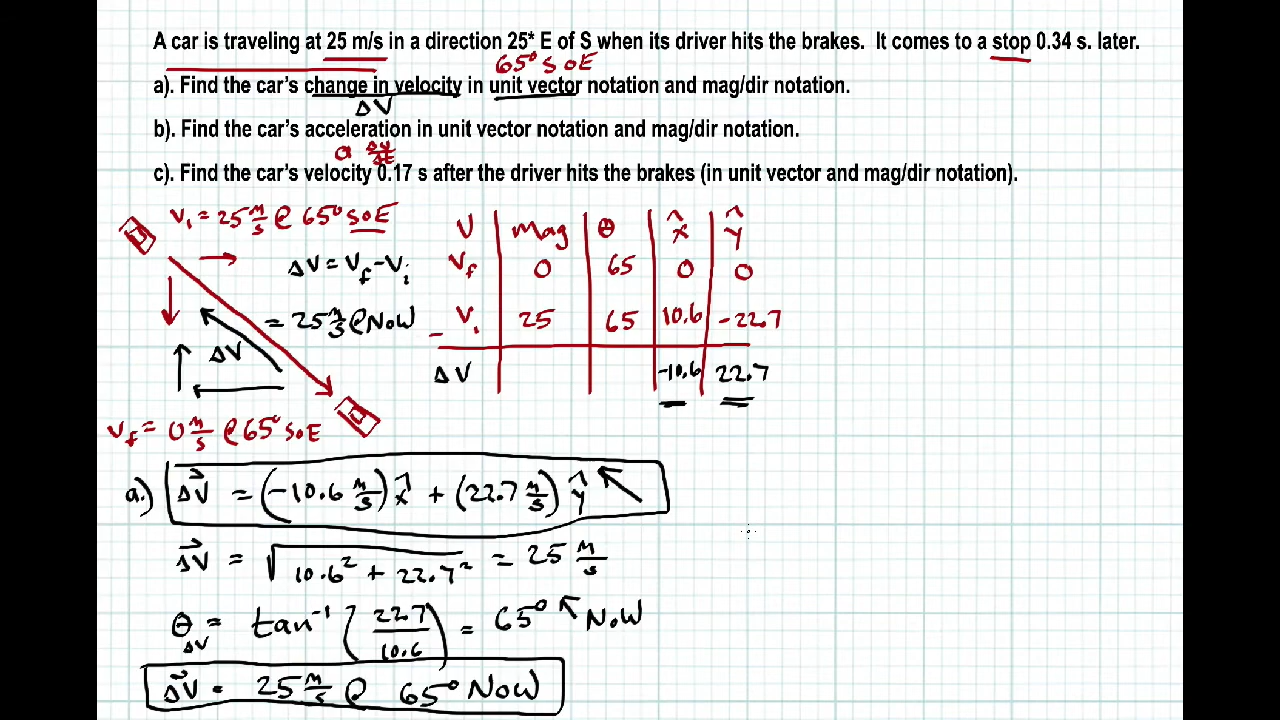 A car is traveling at 25 m/s in a direction 25* E of S when its driver hits the brakes.  It comes to a stop 0.34 s. later.
65° S oE
a). Find the car's change in velocity in unit vector notation and mag/dir notation.
ΔV
b). Find the car's acceleration in unit vector notation and mag/dir notation.
a ΔV/ΔE
c). Find the car's velocity 0.17 s after the driver hits the brakes (in unit vector and mag/dir notation).
Vi = 25 m/s @ 65° SoE
V | Mag | θ | x̂ | ŷ
ΔV = Vf - Vi
Vf | 0 | 65 | 0 | 0
= 25 m/s @ NoW
- Vi | 25 | 65 | 10.6 | -22.7
ΔV
ΔV | | | -10.6 | 22.7
Vf = 0 m/s @ 65° SoE
a.) ΔV⃗ = (-10.6 m/s) x̂ + (22.7 m/s) ŷ
ΔV⃗ = √10.6² + 22.7² = 25 m/s
θΔV = tan⁻¹ (22.7/10.6) = 65° NoW
ΔV⃗ = 25 m/s @ 65° NoW